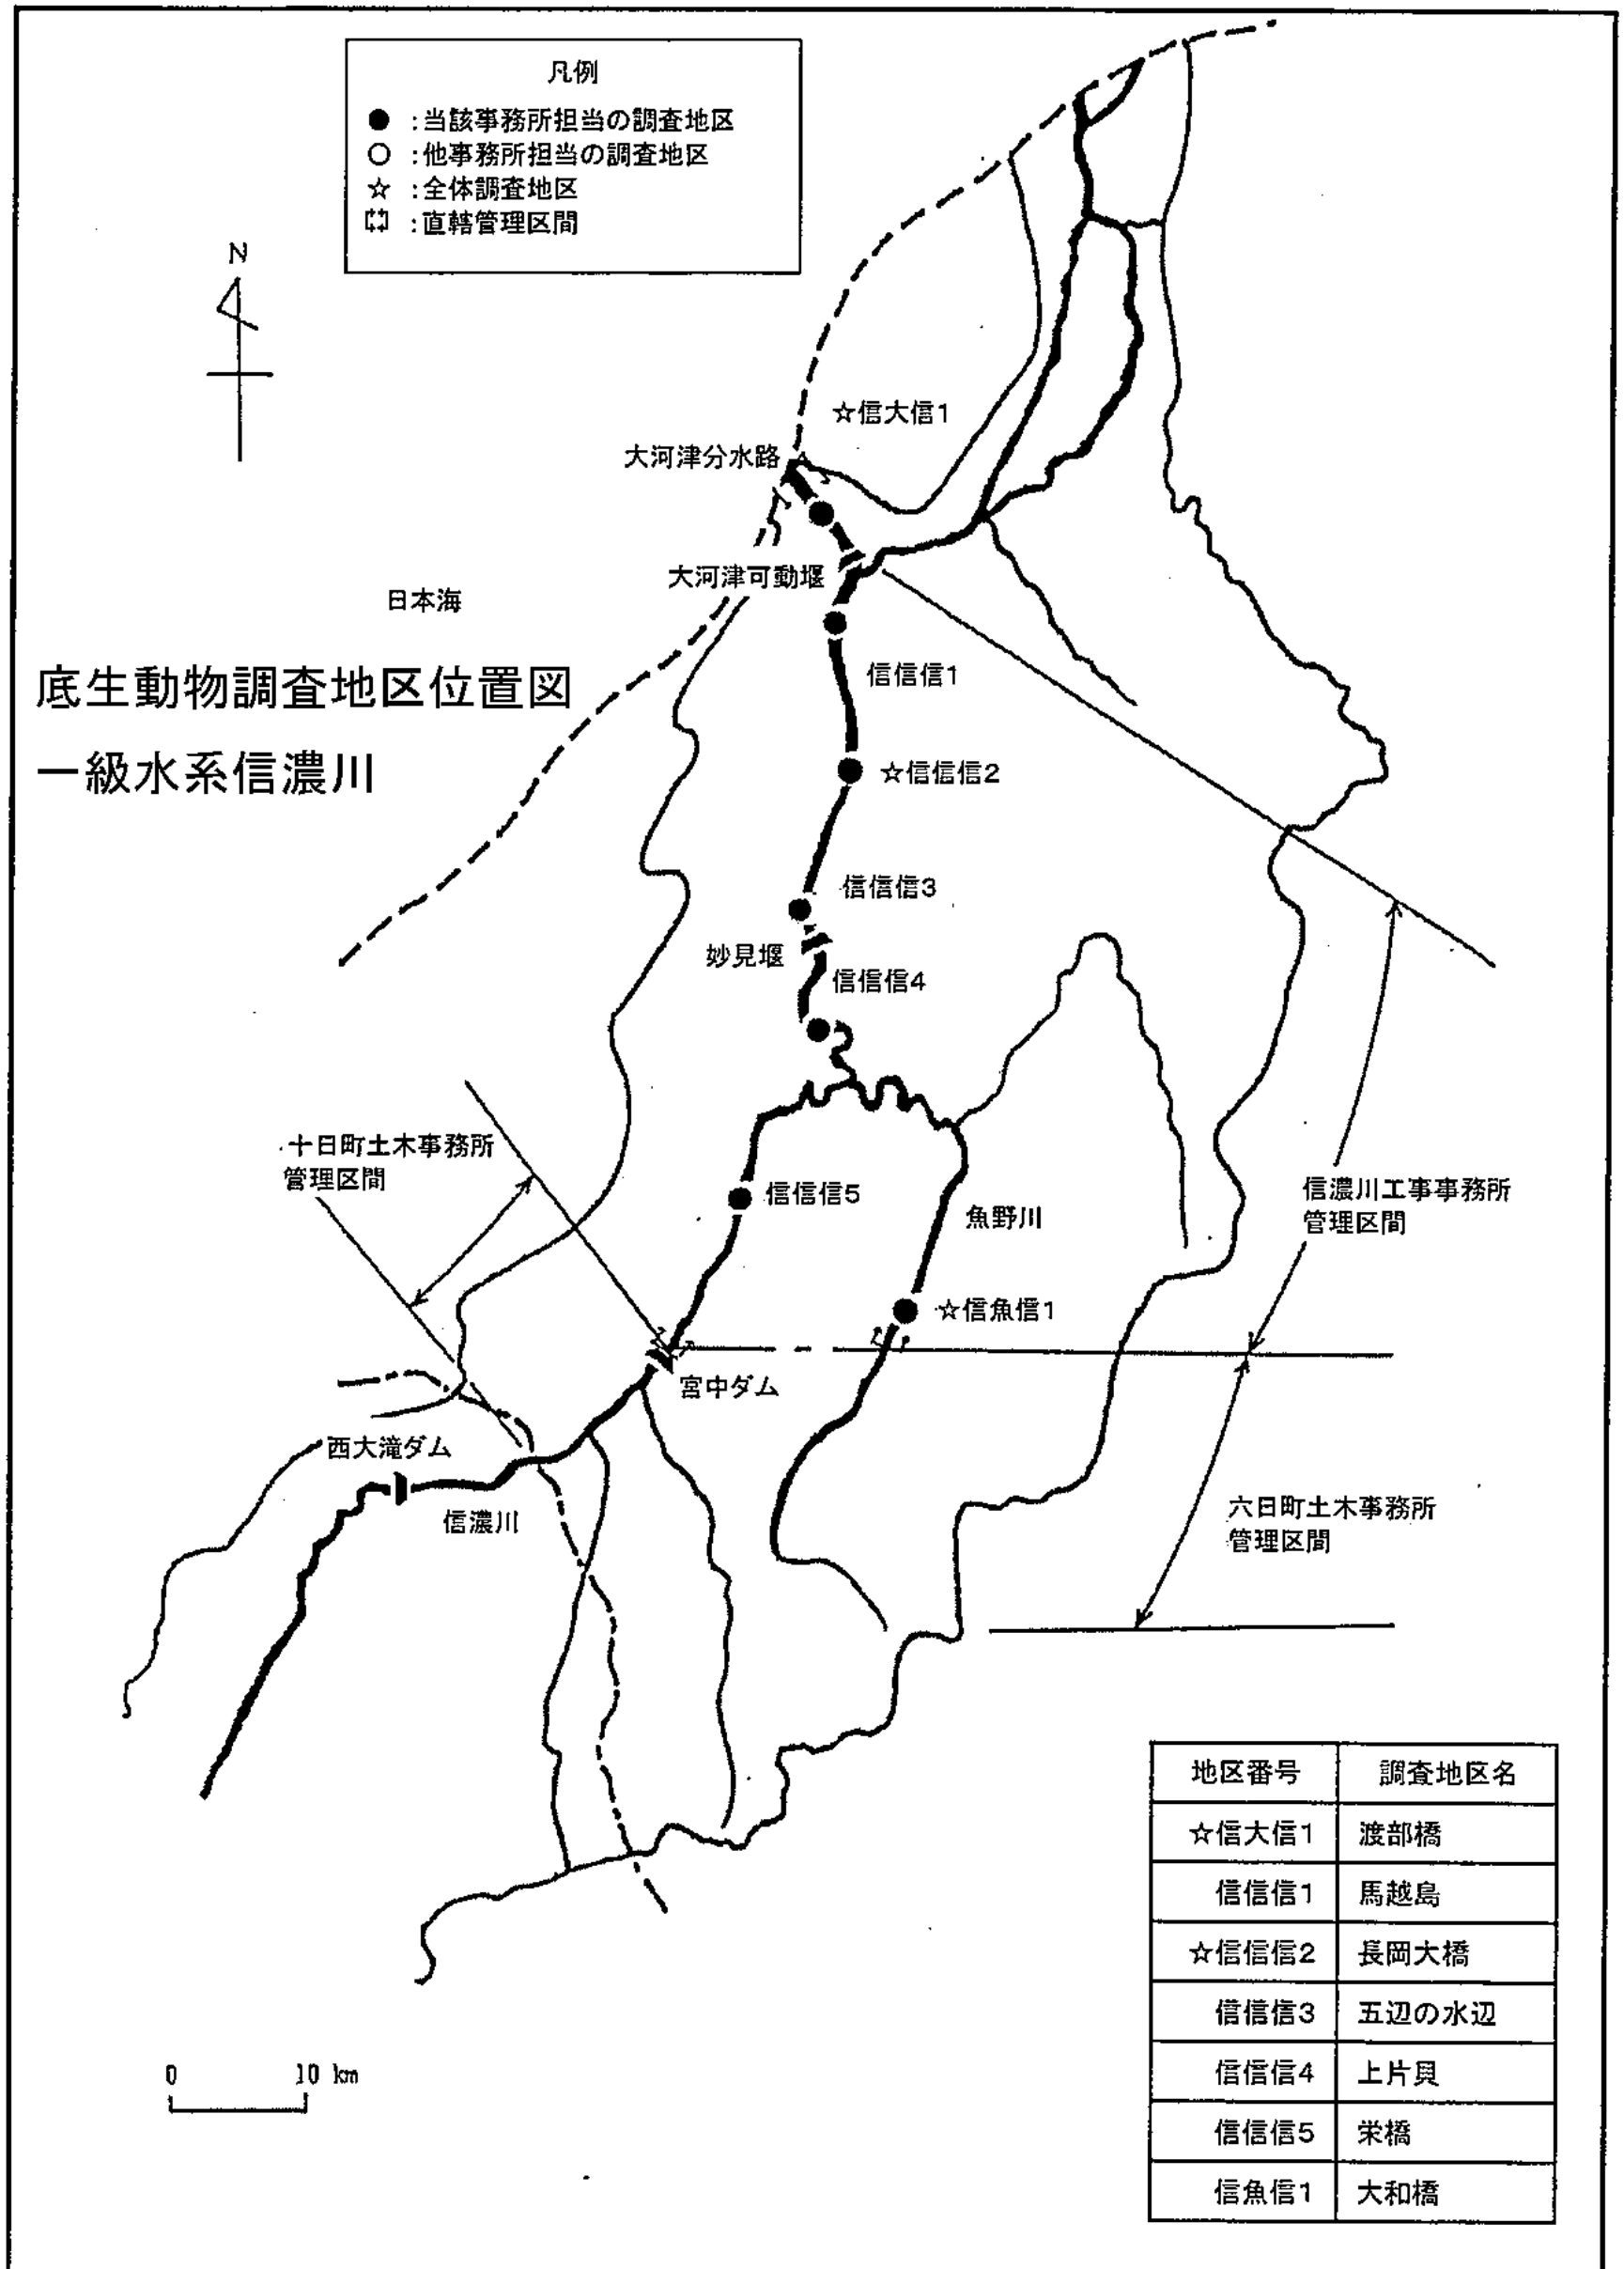 凡例
● :当該事務所担当の調査地区
○ :他事務所担当の調査地区
☆ :全体調査地区
:直轄管理区間
N
☆信大信1
大河津分水路
大河津可動堰
日本海
信信信1
底生動物調査地区位置図
一級水系信濃川
☆信信信2
信信信3
妙見堰
信信信4
十日町土木事務所
管理区間
信信信5
魚野川
信濃川工事事務所
管理区間
☆信魚信1
宮中ダム
西大滝ダム
信濃川
六日町土木事務所
管理区間
地区番号 調査地区名
☆信大信1 渡部橋
信信信1 馬越島
☆信信信2 長岡大橋
信信信3 五辺の水辺
信信信4 上片貝
信信信5 栄橋
信魚信1 大和橋
0 10 km